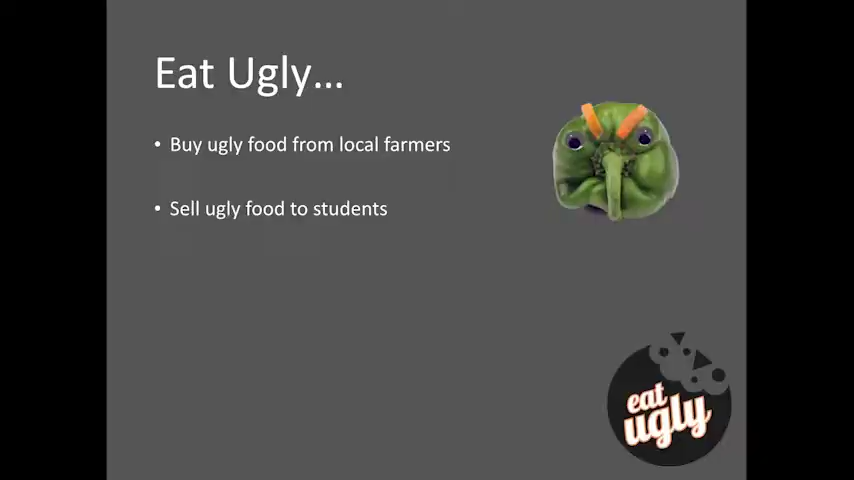 Eat Ugly...
• Buy ugly food from local farmers
• Sell ugly food to students
eat
ugly